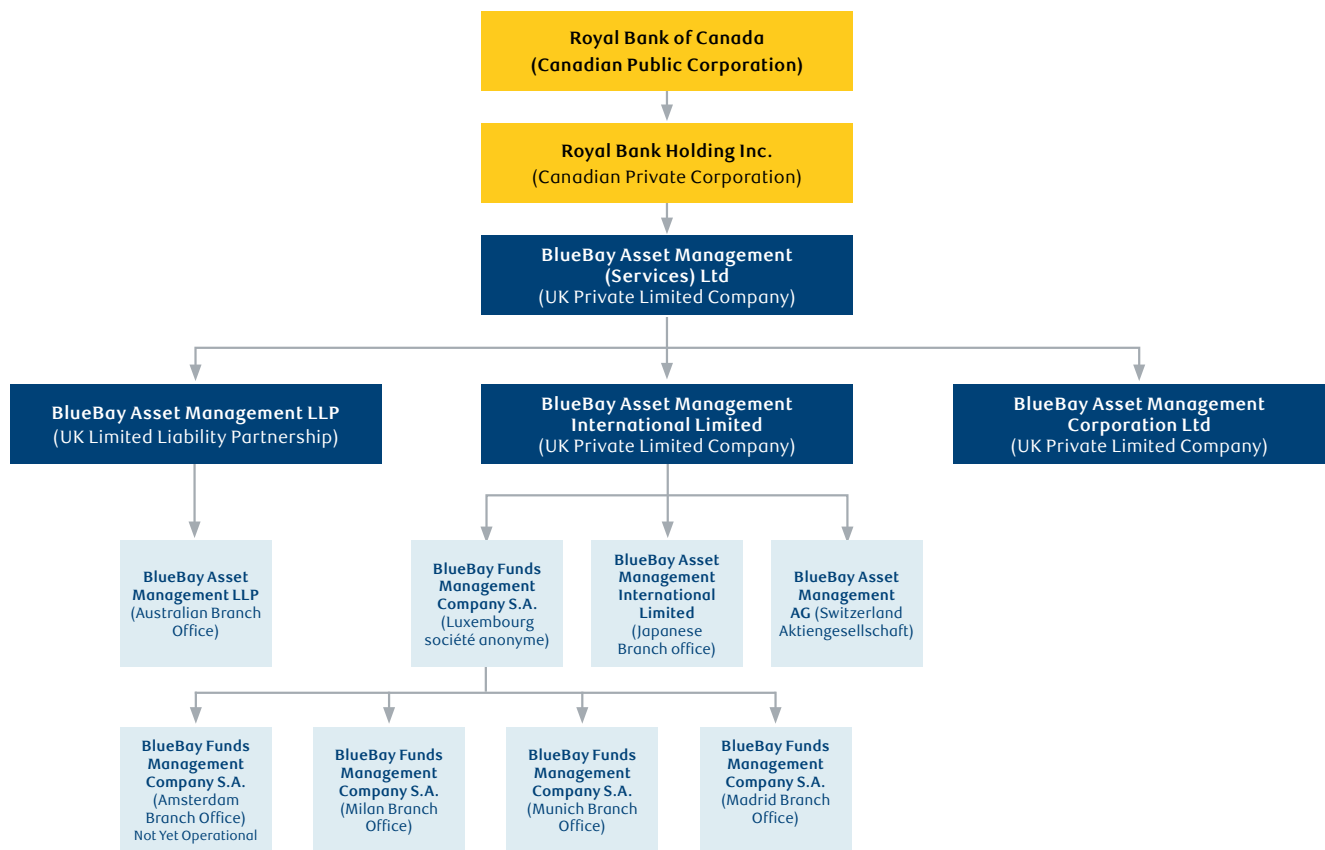 Royal Bank of Canada
(Canadian Public Corporation)
Royal Bank Holding Inc.
(Canadian Private Corporation)
BlueBay Asset Management
(Services) Ltd
(UK Private Limited Company)
BlueBay Asset Management LLP
(UK Limited Liability Partnership)
BlueBay Asset Management
International Limited
(UK Private Limited Company)
BlueBay Asset Management
Corporation Ltd
(UK Private Limited Company)
BlueBay Asset
Management LLP
(Australian Branch
Office)
BlueBay Funds
Management
Company S.A.
(Luxembourg
société anonyme)
BlueBay Asset
Management
International
Limited
(Japanese
Branch office)
BlueBay Asset
Management
AG (Switzerland
Aktiengesellschaft)
BlueBay Funds
Management
Company S.A.
(Amsterdam
Branch Office)
Not Yet Operational
BlueBay Funds
Management
Company S.A.
(Milan Branch
Office)
BlueBay Funds
Management
Company S.A.
(Munich Branch
Office)
BlueBay Funds
Management
Company S.A.
(Madrid Branch
Office)